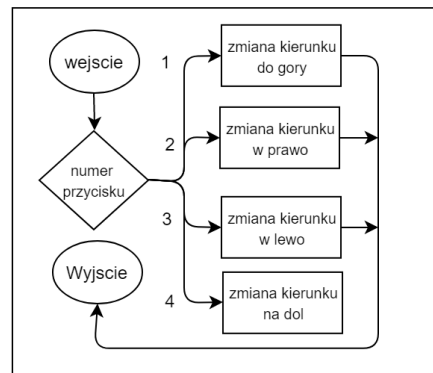 wejscie
numer
przycisku
1
zmiana kierunku
do gory
2
zmiana kierunku
w prawo
3
zmiana kierunku
w lewo
4
zmiana kierunku
na dol
Wyjscie